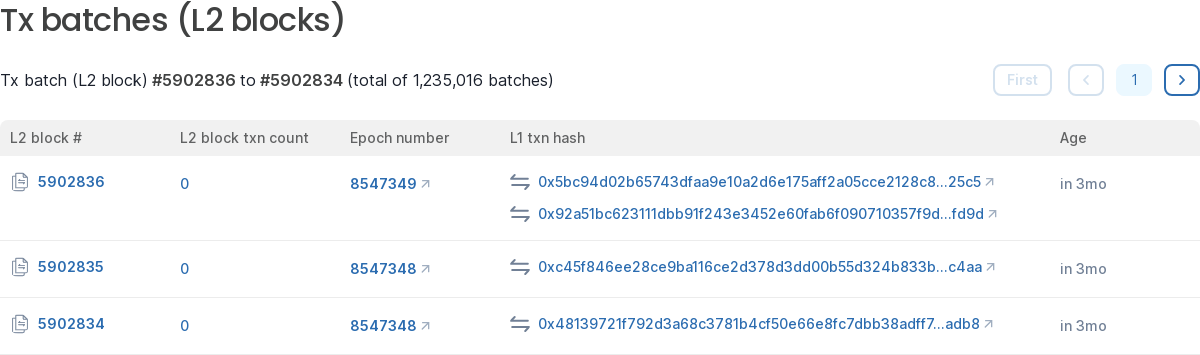 Tx batches (L2 blocks)
Tx batch (L2 block) #5902836 to #5902834 (total of 1,235,016 batches) First 1
L2 block # L2 block txn count Epoch number L1 txn hash Age
5902836 0 8547349 0x5bc94d02b65743dfaa9e10a2d6e175aff2a05cce2128c8...25c5 in 3mo
0x92a51bc623111dbb91f243e3452e60fab6f090710357f9d...fd9d
5902835 0 8547348 0xc45f846ee28ce9ba116ce2d378d3dd00b55d324b833b...c4aa in 3mo
5902834 0 8547348 0x48139721f792d3a68c3781b4cf50e66e8fc7dbb38adff7...adb8 in 3mo